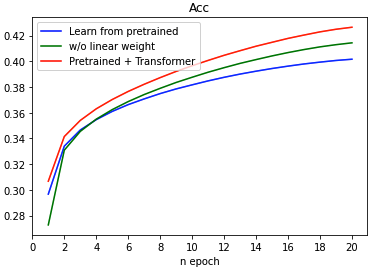 Acc
0.42
0.40
0.38
0.36
0.34
0.32
0.30
0.28
Learn from pretrained
w/o linear weight
Pretrained + Transformer
0 2 4 6 8 10 12 14 16 18 20
n epoch